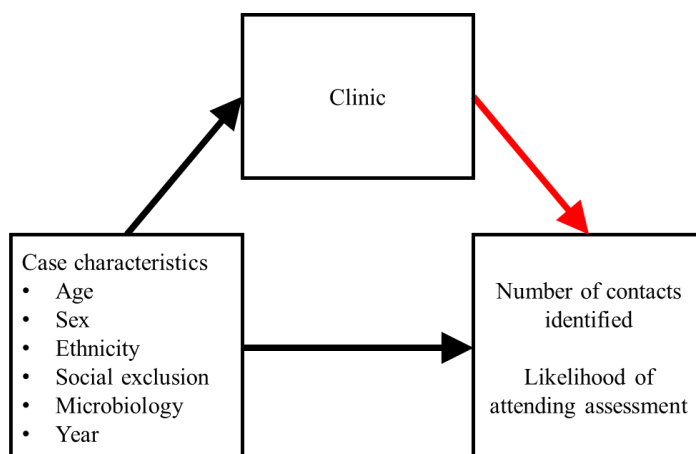 Clinic
Case characteristics
• Age
• Sex
• Ethnicity
• Social exclusion
• Microbiology
• Year
Number of contacts
identified
Likelihood of
attending assessment